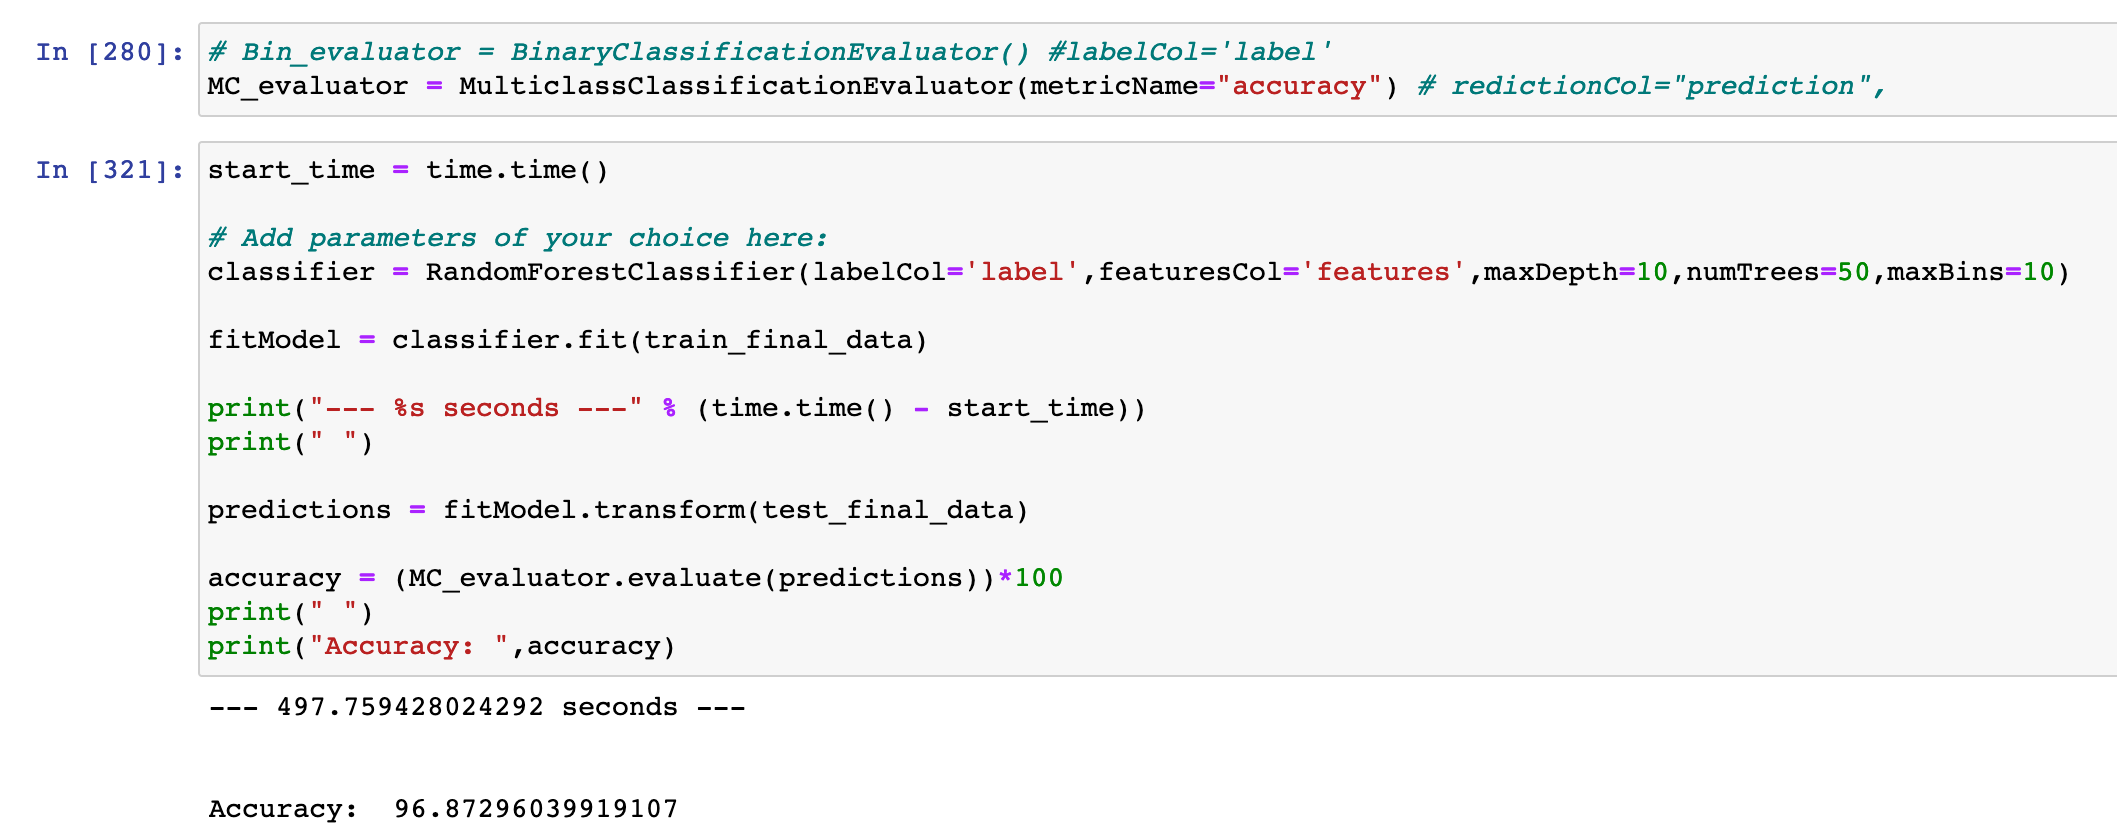 In [280]: # Bin_evaluator = BinaryClassificationEvaluator() #labelCol='label'
MC_evaluator = MulticlassClassificationEvaluator(metricName="accuracy") # redictionCol="prediction",
In [321]: start_time = time.time()
# Add parameters of your choice here:
classifier = RandomForestClassifier(labelCol='label',featuresCol='features',maxDepth=10,numTrees=50,maxBins=10)
fitModel = classifier.fit(train_final_data)
print("--- %s seconds ---" % (time.time() - start_time))
print(" ")
predictions = fitModel.transform(test_final_data)
accuracy = (MC_evaluator.evaluate(predictions))*100
print(" ")
print("Accuracy: ",accuracy)
--- 497.759428024292 seconds ---
Accuracy:  96.87296039919107